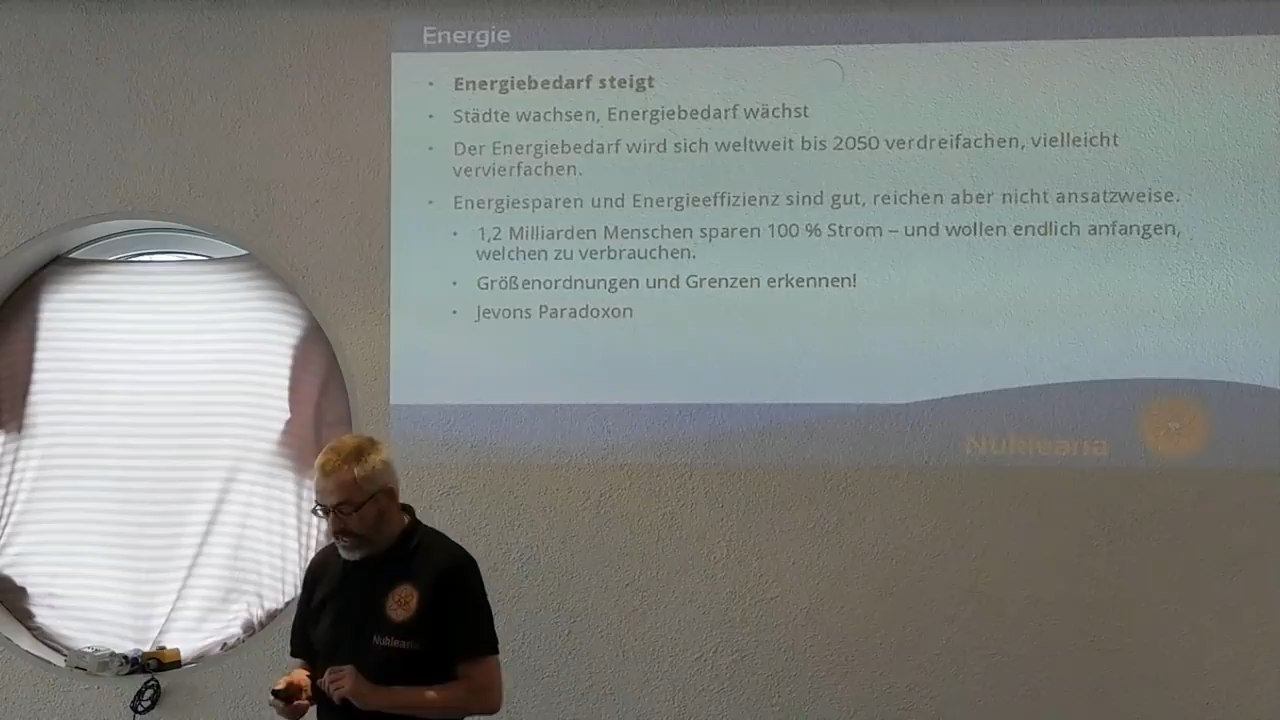 Energie
• Energiebedarf steigt
• Städte wachsen, Energiebedarf wächst
• Der Energiebedarf wird sich weltweit bis 2050 verdreifachen, vielleicht
vervierfachen.
• Energiesparen und Energieeffizienz sind gut, reichen aber nicht ansatzweise.
• 1,2 Milliarden Menschen sparen 100 % Strom – und wollen endlich anfangen,
welchen zu verbrauchen.
• Größenordnungen und Grenzen erkennen!
• Jevons Paradoxon
Nuklearia
Nuklearia